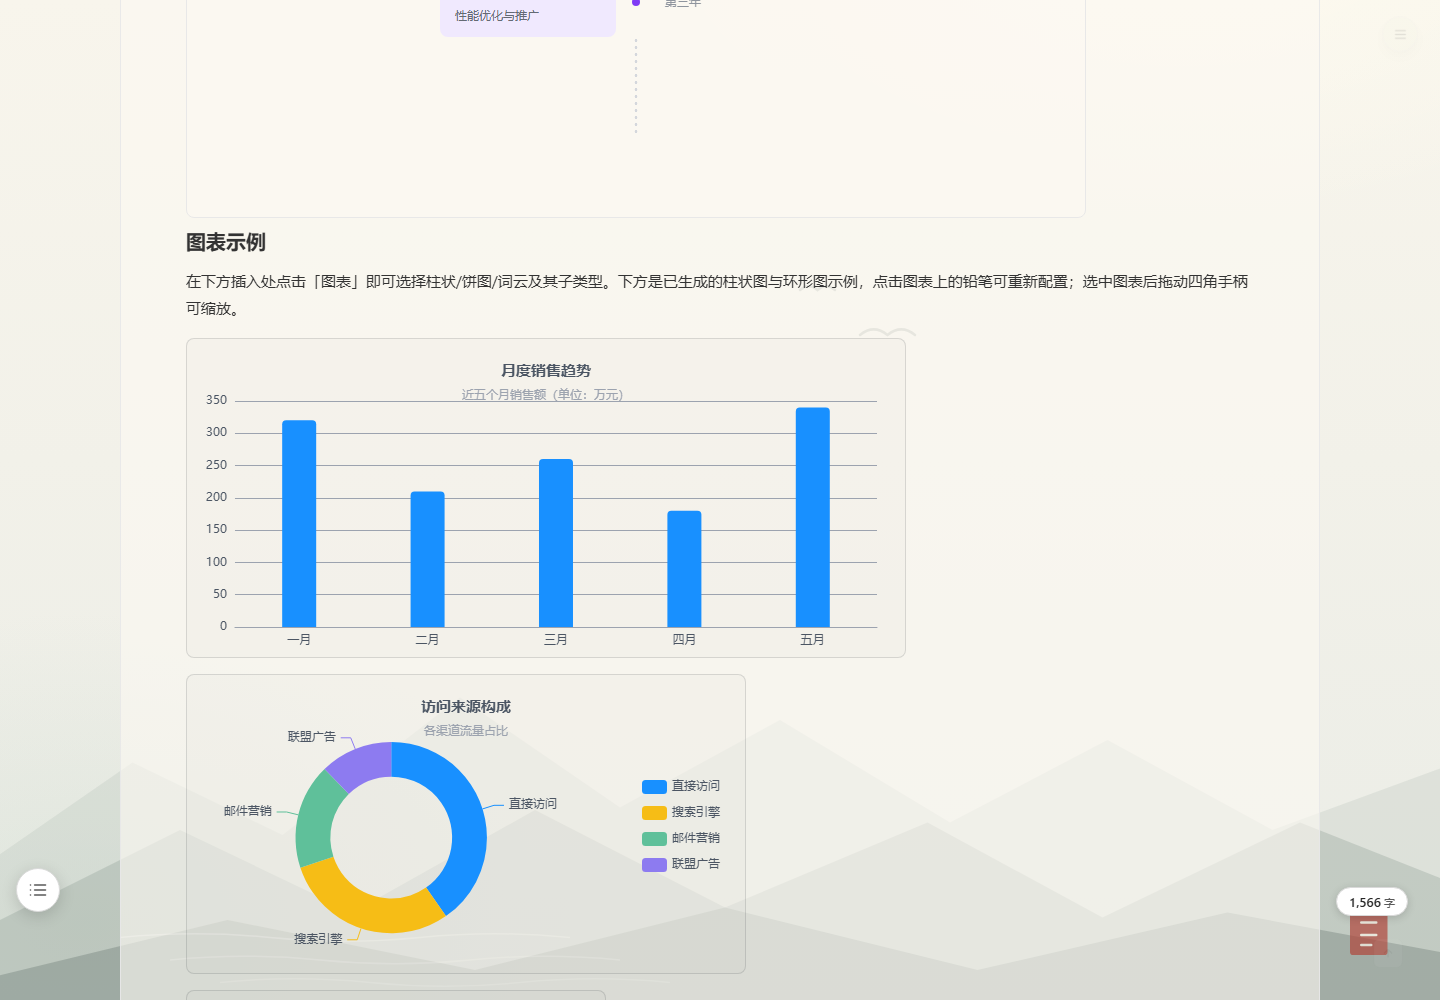 性能优化与推广
第三年
图表示例
在下方插入处点击「图表」即可选择柱状/饼图/词云及其子类型。下方是已生成的柱状图与环形图示例，点击图表上的铅笔可重新配置；选中图表后拖动四角手柄
可缩放。
月度销售趋势
近五个月销售额（单位：万元）
350
300
250
200
150
100
50
0
一月 二月 三月 四月 五月
访问来源构成
各渠道流量占比
联盟广告
邮件营销
直接访问
搜索引擎
直接访问
搜索引擎
邮件营销
联盟广告
1,566 字